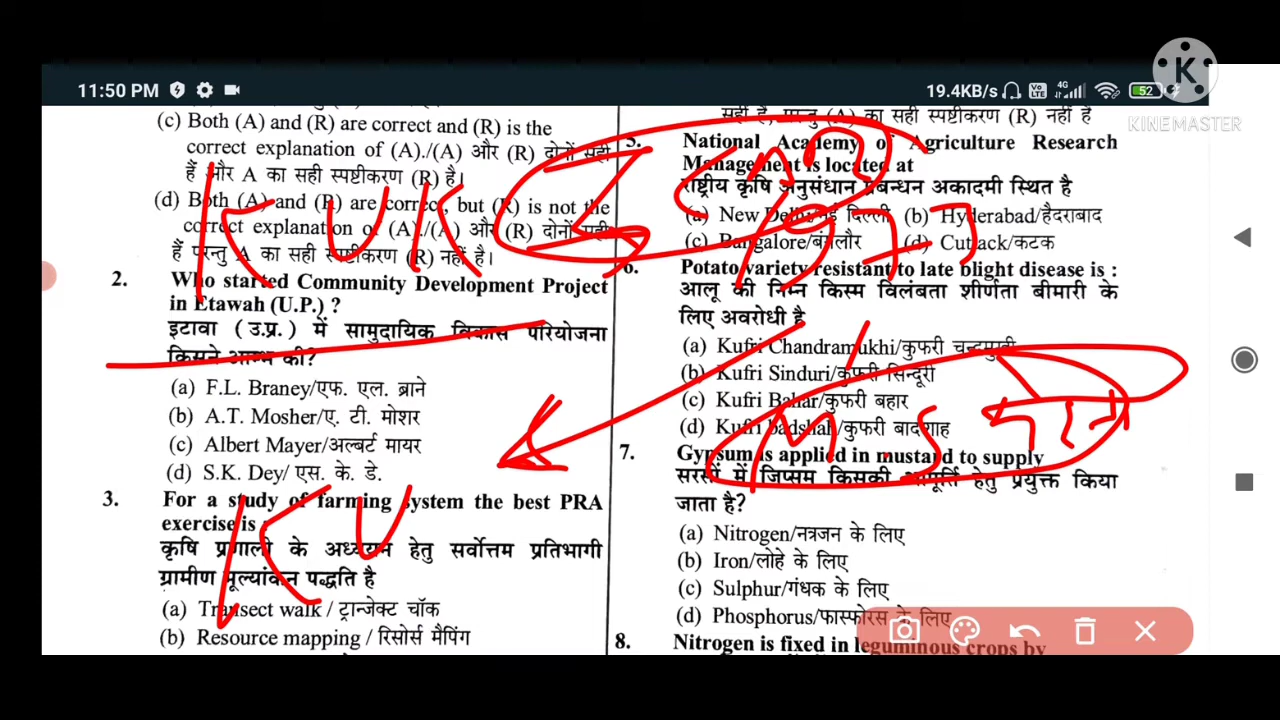 11:50 PM
19.4KB/s
Vo LTE
4G
52
K
KINEMASTER
(c) Both (A) and (R) are correct and (R) is the
correct explanation of (A)./(A) और (R) दोनों सही
हैं और A का सही स्पष्टीकरण (R) है।
(d) Both (A) and (R) are correct, but (R) is not the
correct explanation of (A)./(A) और (R) दोनों सही
हैं परन्तु A का सही स्पष्टीकरण (R) नहीं है।
2. Who started Community Development Project
in Etawah (U.P.) ?
इटावा (उ.प्र.) में सामुदायिक विकास परियोजना
किसने आरम्भ की?
(a) F.L. Braney/एफ. एल. ब्राने
(b) A.T. Mosher/ए. टी. मोशर
(c) Albert Mayer/अल्बर्ट मायर
(d) S.K. Dey/ एस. के. डे.
3. For a study of farming system the best PRA
exercise is
कृषि प्रणाली के अध्ययन हेतु सर्वोत्तम प्रतिभागी
ग्रामीण मूल्यांकन पद्धति है
(a) Transect walk / ट्रान्जेक्ट चॉक
(b) Resource mapping / रिसोर्स मैपिंग
सही है, परन्तु (A) का सही स्पष्टीकरण (R) नहीं है
5. National Academy of Agriculture Research
Management is located at
राष्ट्रीय कृषि अनुसंधान प्रबन्धन अकादमी स्थित है
(a) New Delhi/नई दिल्ली (b) Hyderabad/हैदराबाद
(c) Bangalore/बंगलौर (d) Cuttack/कटक
6. Potato variety resistant to late blight disease is :
आलू की निम्न किस्म विलंबता शीर्णता बीमारी के
लिए अवरोधी है
(a) Kufri Chandramukhi/कुफरी चन्द्रमुखी
(b) Kufri Sinduri/कुफरी सिन्दूरी
(c) Kufri Bahar/कुफरी बहार
(d) Kufri badshah/कुफरी बादशाह
7. Gypsum is applied in mustard to supply
सरसों में जिप्सम किसकी आपूर्ति हेतु प्रयुक्त किया
जाता है?
(a) Nitrogen/नत्रजन के लिए
(b) Iron/लोहे के लिए
(c) Sulphur/गंधक के लिए
(d) Phosphorus/फास्फोरस के लिए
8. Nitrogen is fixed in leguminous crops by
KUK
KU